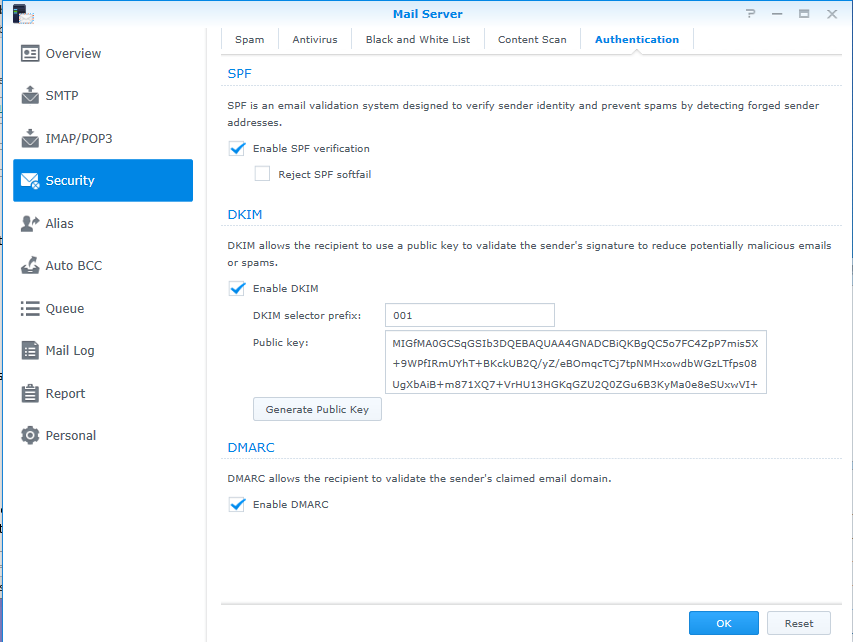 Mail Server
Overview
SMTP
IMAP/POP3
Security
Alias
Auto BCC
Queue
Mail Log
Report
Personal
Spam Antivirus Black and White List Content Scan Authentication
SPF
SPF is an email validation system designed to verify sender identity and prevent spams by detecting forged sender
addresses.
Enable SPF verification
Reject SPF softfail
DKIM
DKIM allows the recipient to use a public key to validate the sender's signature to reduce potentially malicious emails
or spams.
Enable DKIM
DKIM selector prefix: 001
Public key:
MIGfMA0GCSqGSIb3DQEBAQUAA4GNADCBiQKBgQC5o7FC4ZpP7mis5X
+9WPfIRmUYhT+BKckUB2Q/yZ/eBOmqcTCj7tpNMHxowdbWGzLTfps08
UgXbAiB+m871XQ7+VrHU13HGKqGZU2Q0ZGu6B3KyMa0e8eSUxwVI+
Generate Public Key
DMARC
DMARC allows the recipient to validate the sender's claimed email domain.
Enable DMARC
OK Reset